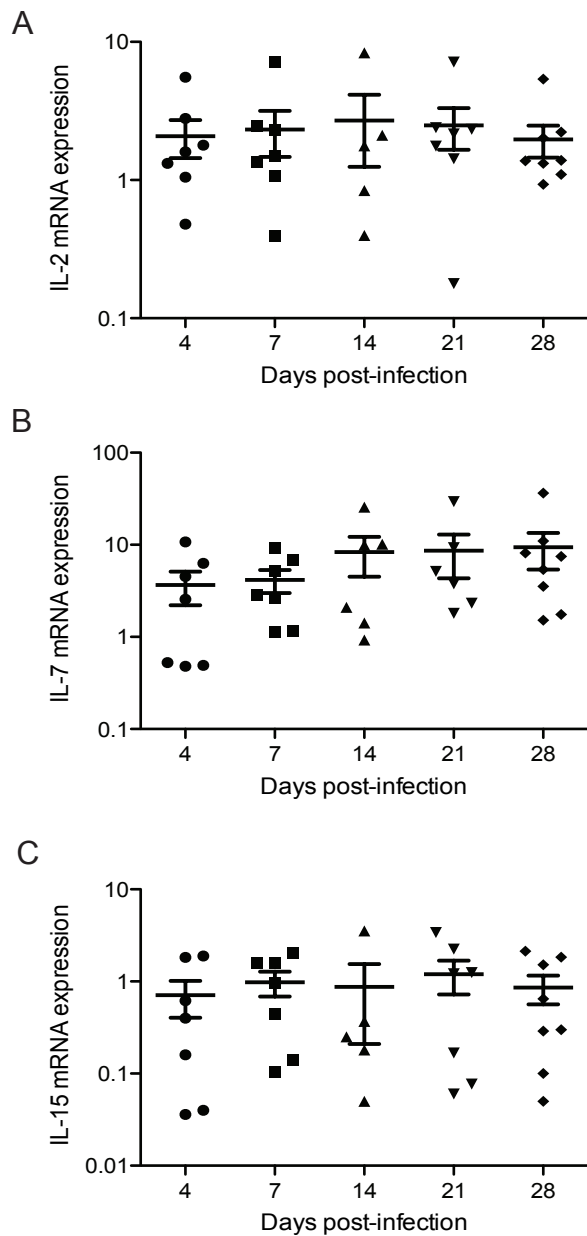 A
IL-2 mRNA expression
10
1
0.1
4 7 14 21 28
Days post-infection
B
IL-7 mRNA expression
100
10
1
0.1
4 7 14 21 28
Days post-infection
C
IL-15 mRNA expression
10
1
0.1
0.01
4 7 14 21 28
Days post-infection